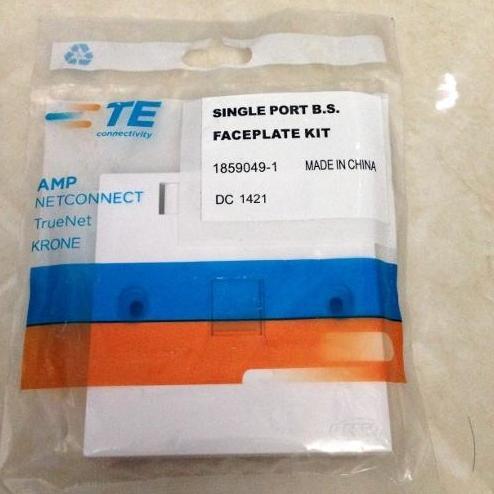 TE
connectivity
SINGLE PORT B.S.
FACEPLATE KIT
1859049-1 MADE IN CHINA
DC 1421
AMP
NETCONNECT
TrueNet
KRONE